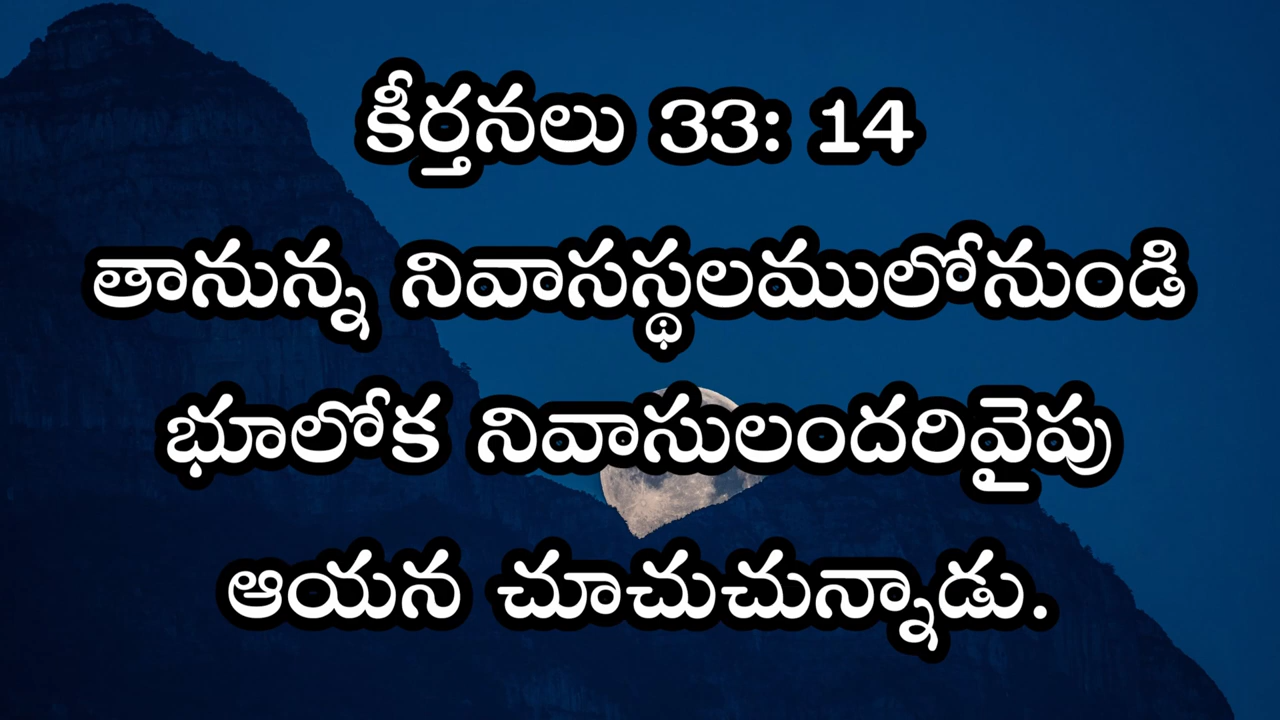 కీర్తనలు 33: 14
తానున్న నివాసస్థలములోనుండి
భూలోక నివాసులందరివైపు
ఆయన చూచుచున్నాడు.